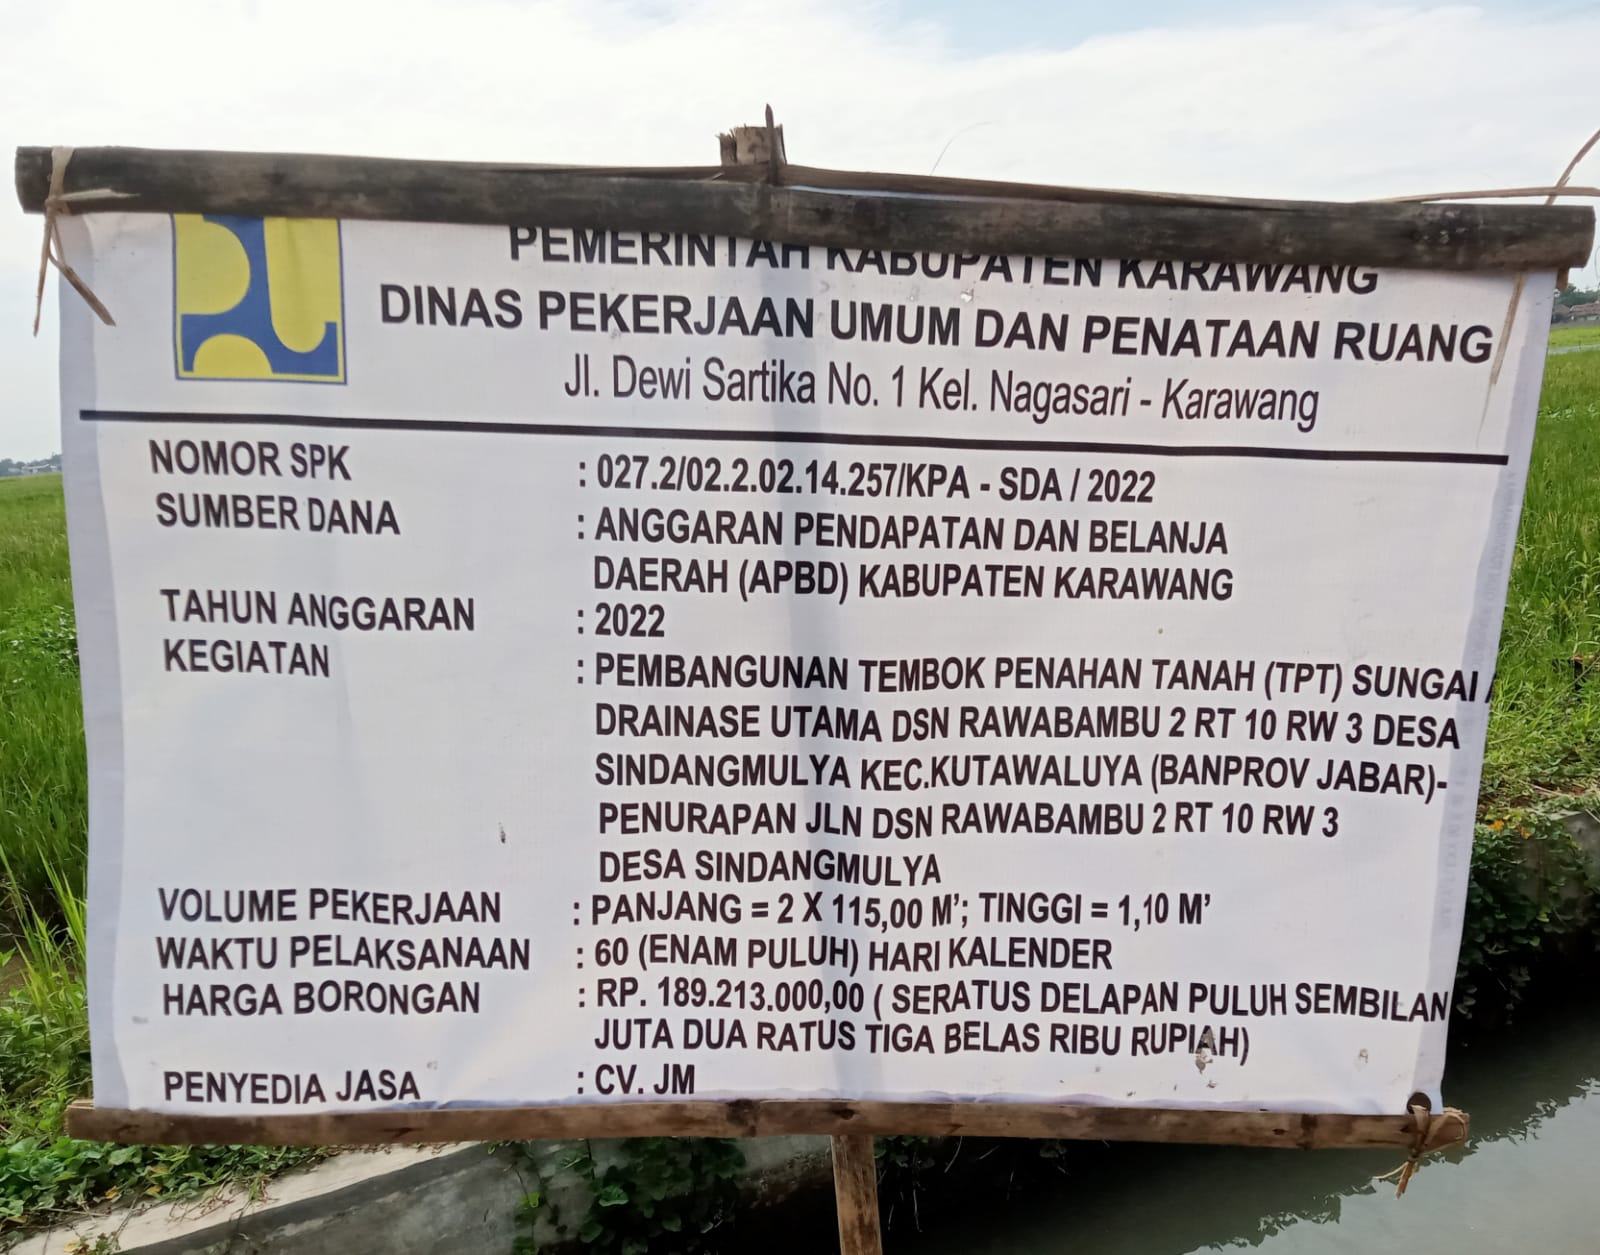 PEMERINTAH KABUPATEN KARAWANG
DINAS PEKERJAAN UMUM DAN PENATAAN RUANG
Jl. Dewi Sartika No. 1 Kel. Nagasari - Karawang
NOMOR SPK : 027.2/02.2.02.14.257/KPA - SDA / 2022
SUMBER DANA : ANGGARAN PENDAPATAN DAN BELANJA
DAERAH (APBD) KABUPATEN KARAWANG
TAHUN ANGGARAN : 2022
KEGIATAN : PEMBANGUNAN TEMBOK PENAHAN TANAH (TPT) SUNGAI /
DRAINASE UTAMA DSN RAWABAMBU 2 RT 10 RW 3 DESA
SINDANGMULYA KEC.KUTAWALUYA (BANPROV JABAR)-
PENURAPAN JLN DSN RAWABAMBU 2 RT 10 RW 3
DESA SINDANGMULYA
VOLUME PEKERJAAN : PANJANG = 2 X 115,00 M'; TINGGI = 1,10 M'
WAKTU PELAKSANAAN : 60 (ENAM PULUH) HARI KALENDER
HARGA BORONGAN : RP. 189.213.000,00 ( SERATUS DELAPAN PULUH SEMBILAN
JUTA DUA RATUS TIGA BELAS RIBU RUPIAH)
PENYEDIA JASA : CV. JM